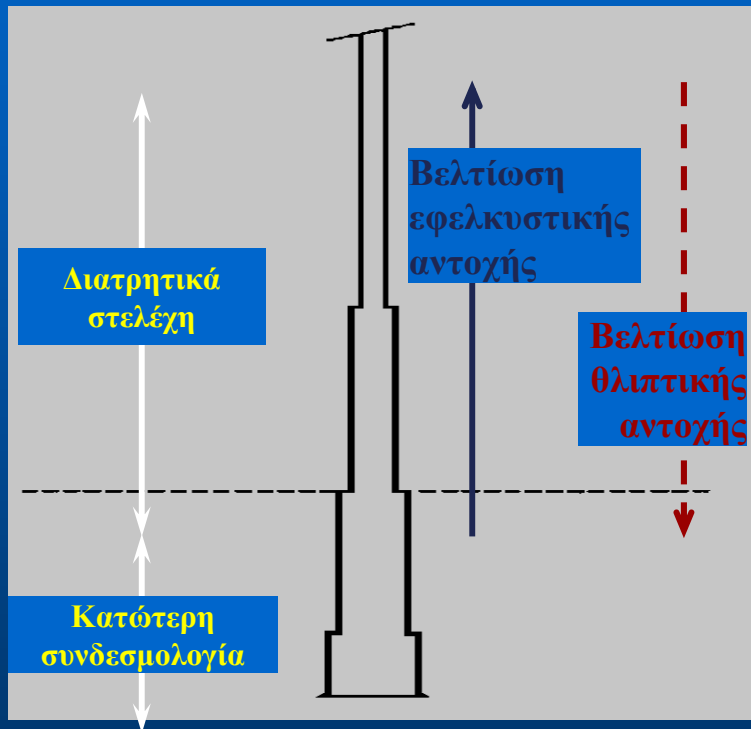 Βελτίωση
εφελκυστικής
αντοχής
Διατρητικά
στελέχη
Βελτίωση
θλιπτικής
αντοχής
Κατώτερη
συνδεσμολογία